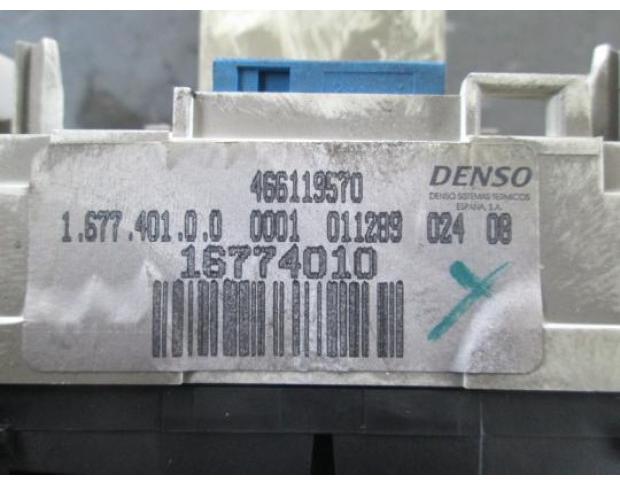 466119570
DENSO
DENSO SISTEMAS TERMICOS
ESPAÑA, S.A.
1.677.401.0.0 0001 011289 024 08
16774010